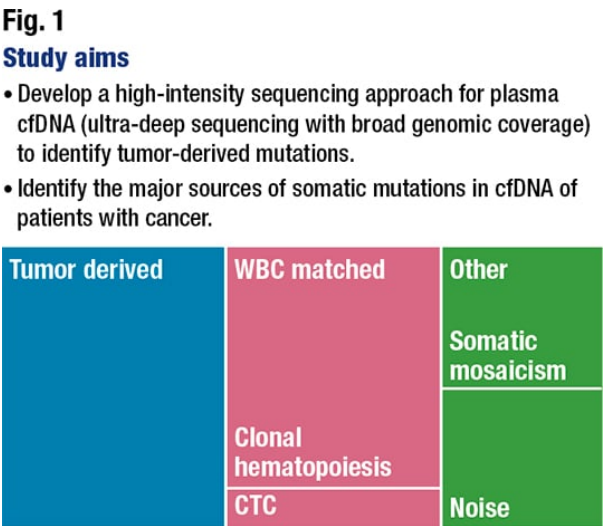 Fig. 1
Study aims
• Develop a high-intensity sequencing approach for plasma
cfDNA (ultra-deep sequencing with broad genomic coverage)
to identify tumor-derived mutations.
• Identify the major sources of somatic mutations in cfDNA of
patients with cancer.
Tumor derived
WBC matched
Clonal
hematopoiesis
CTC
Other
Somatic
mosaicism
Noise